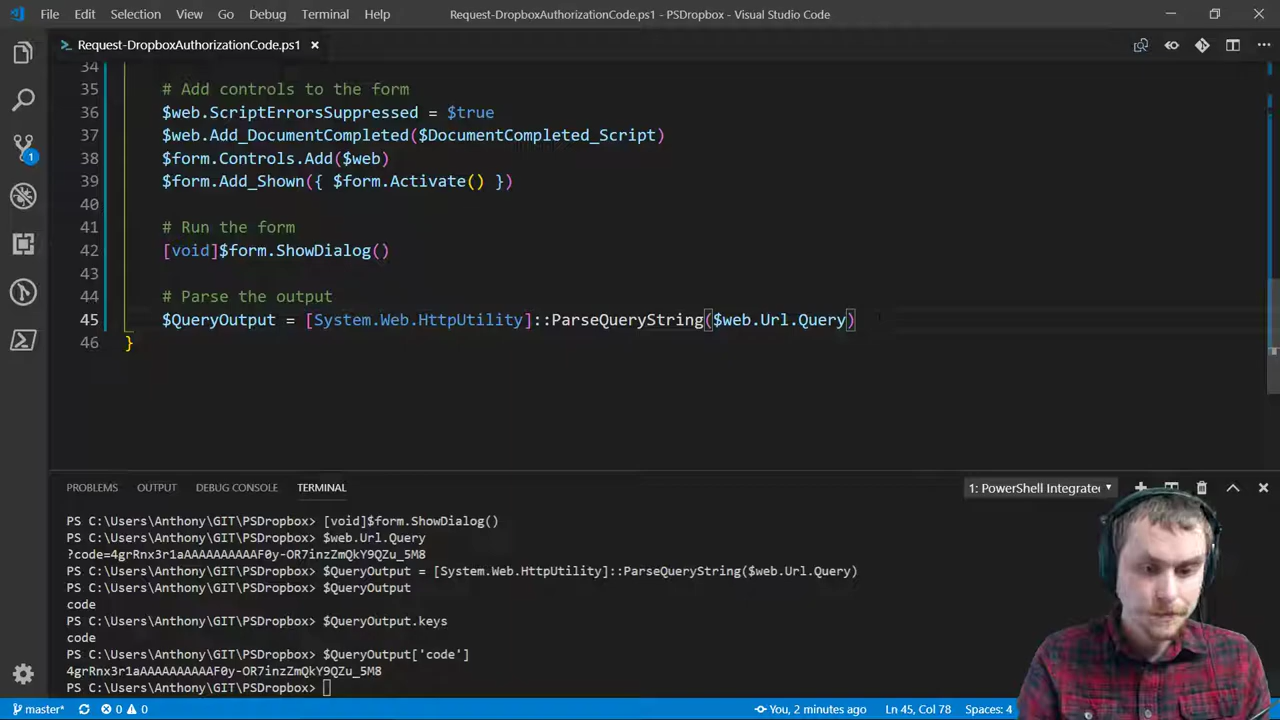 File Edit Selection View Go Debug Terminal Help Request-DropboxAuthorizationCode.ps1 - PSDropbox - Visual Studio Code
Request-DropboxAuthorizationCode.ps1
34
35 # Add controls to the form
36 $web.ScriptErrorsSuppressed = $true
37 $web.Add_DocumentCompleted($DocumentCompleted_Script)
38 $form.Controls.Add($web)
39 $form.Add_Shown({ $form.Activate() })
40
41 # Run the form
42 [void]$form.ShowDialog()
43
44 # Parse the output
45 $QueryOutput = [System.Web.HttpUtility]::ParseQueryString($web.Url.Query)
46 }
1
PROBLEMS OUTPUT DEBUG CONSOLE TERMINAL 1: PowerShell Integrate
PS C:\Users\Anthony\GIT\PSDropbox> [void]$form.ShowDialog()
PS C:\Users\Anthony\GIT\PSDropbox> $web.Url.Query
?code=4grRnx3r1aAAAAAAAAAAF0y-OR7inzZmQkY9QZu_5M8
PS C:\Users\Anthony\GIT\PSDropbox> $QueryOutput = [System.Web.HttpUtility]::ParseQueryString($web.Url.Query)
PS C:\Users\Anthony\GIT\PSDropbox> $QueryOutput
code
PS C:\Users\Anthony\GIT\PSDropbox> $QueryOutput.keys
code
PS C:\Users\Anthony\GIT\PSDropbox> $QueryOutput['code']
4grRnx3r1aAAAAAAAAAAF0y-OR7inzZmQkY9QZu_5M8
PS C:\Users\Anthony\GIT\PSDropbox>
master* 0 0 You, 2 minutes ago Ln 45, Col 78 Spaces: 4